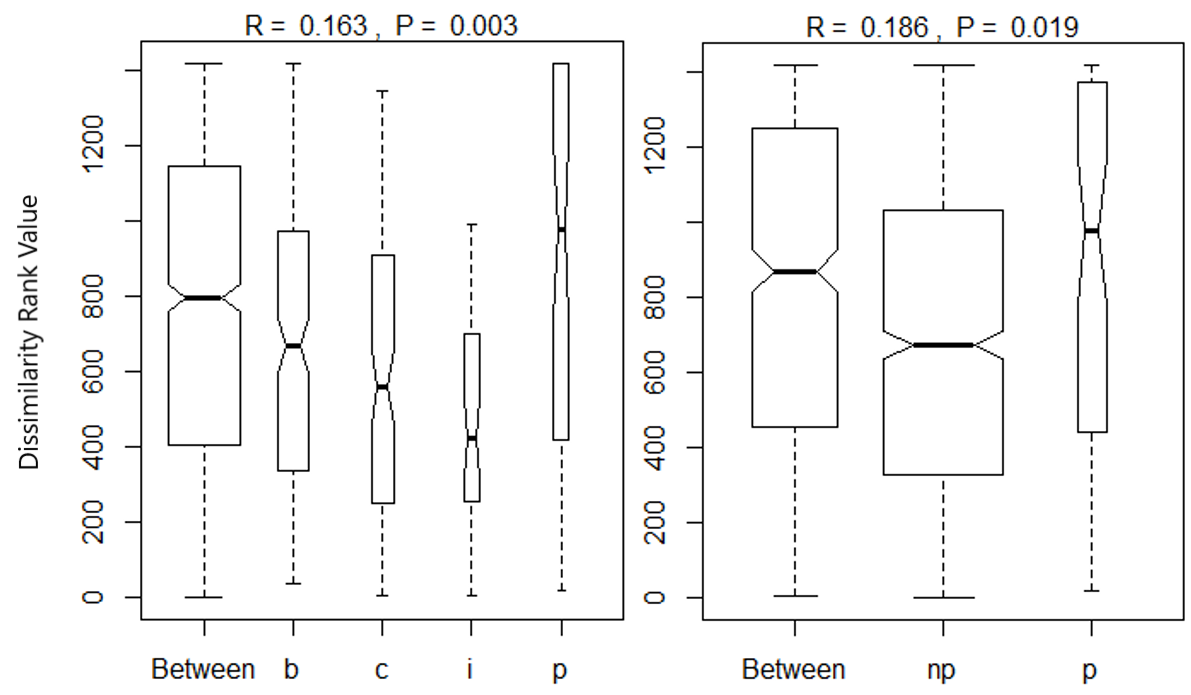 R = 0.163 , P = 0.003
R = 0.186 , P = 0.019
Dissimilarity Rank Value
1200
800
600
400
200
0
1200
800
600
400
200
0
Between b c i p
Between np p